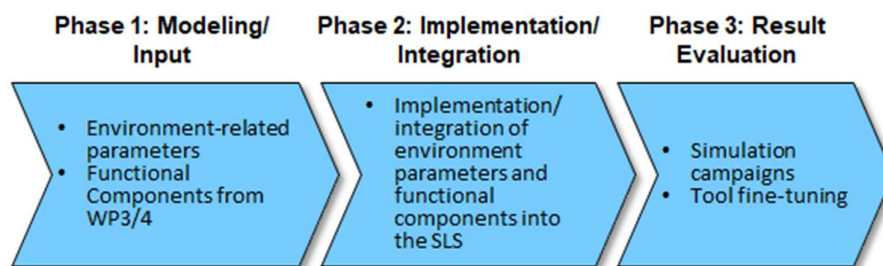 Phase 1: Modeling/
Input
• Environment-related
parameters
• Functional
Components from
WP3/4
Phase 2: Implementation/
Integration
• Implementation/
integration of
environment
parameters and
functional
components into
the SLS
Phase 3: Result
Evaluation
• Simulation
campaigns
• Tool fine-tuning